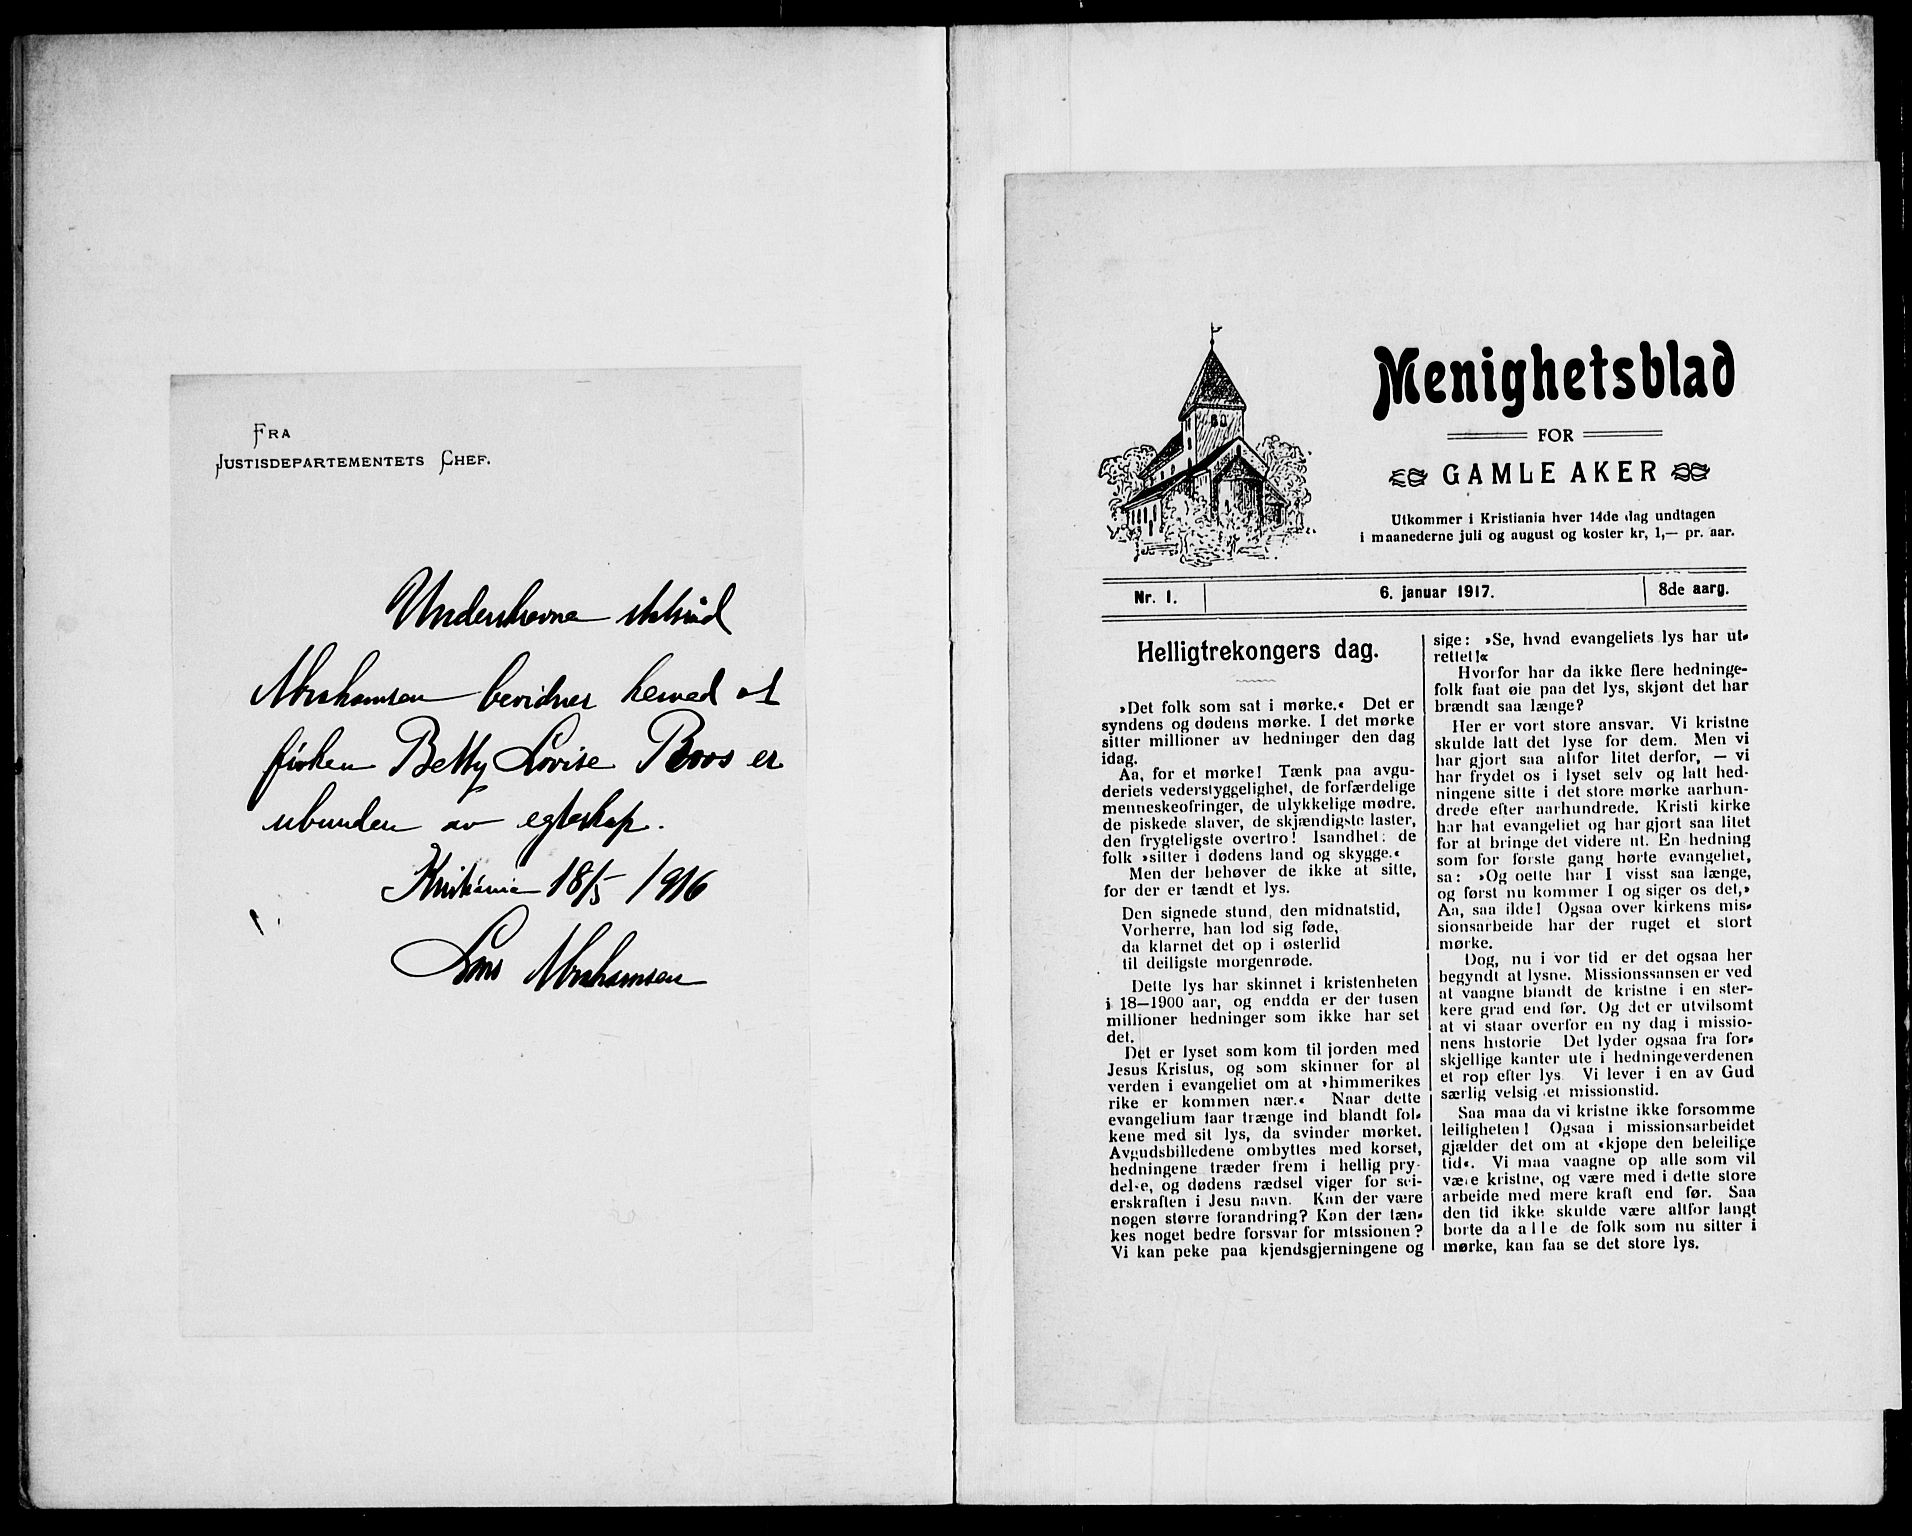 FRA
JUSTISDEPARTEMENTETS CHEF.
Underskrevne statsråd
Abrahamsen bevidner herved at
frøken Betty Lovise Roos er
ubunden av egteskap.
Kristiania 18/5 1916
Lars Abrahamsen
Menighetsblad
FOR
GAMLE AKER
Utkommer i Kristiania hver 14de dag undtagen
i maanederne juli og august og koster kr, 1,— pr. aar.
Nr. 1. 6. januar 1917. 8de aarg.
Helligtrekongers dag.
»Det folk som sat i mørke.« Det er
syndens og dødens mørke. I det mørke
sitter millioner av hedninger den dag
idag.
Aa, for et mørke! Tænk paa avgu-
deriets vederstyggelighet, de forfærdelige
menneskeofringer, de ulykkelige mødre,
de piskede slaver, de skjændigste laster,
den frygteligste overtro! Isandhet: de
folk »sitter i dødens land og skygge.«
Men der behøver de ikke at sitte,
for der er tændt et lys.
Den signede stund, den midnatstid,
Vorherre, han lod sig føde,
da klarnet det op i østerlid
til deiligste morgenrøde.
Dette lys har skinnet i kristenheten
i 18—1900 aar, og endda er der tusen
millioner hedninger som ikke har set
det.
Det er lyset som kom til jorden med
Jesus Kristus, og som skinner for al
verden i evangeliet om at »himmerikes
rike er kommen nær.« Naar dette
evangelium faar trænge ind blandt fol-
kene med sit lys, da svinder mørket.
Avgudsbilledene ombyttes med korset,
hedningene træder frem i hellig pry-
delse, og dødens rædsel viger for sei-
erskraften i Jesu navn. Kan der være
nogen større forandring? Kan der tæn-
kes noget bedre forsvar for missionen?
Vi kan peke paa kjendsgjerningene og
sige: »Se, hvad evangeliets lys har ut-
rettet!«
Hvorfor har da ikke flere hedninge-
folk faat øie paa det lys, skjønt det har
brændt saa længe?
Her er vort store ansvar. Vi kristne
skulde latt det lyse for dem. Men vi
har gjort saa altfor litet derfor, — vi
har frydet os i lyset selv og latt hed-
ningene sitte i det store mørke aarhun-
drede efter aarhundrede. Kristi kirke
har hat evangeliet og har gjort saa litet
for at bringe det videre ut. En hedning
som for første gang hørte evangeliet,
sa: »Og dette har I visst saa længe,
og først nu kommer I og siger os det,»
Aa, saa ilde! Ogsaa over kirkens mis-
sionsarbeide har der ruget et stort
mørke.
Dog, nu i vor tid er det ogsaa her
begyndt at lysne. Missionssansen er ved
at vaagne blandt de kristne i en ster-
kere grad end før. Og det er utvilsomt
at vi staar overfor en ny dag i missio-
nens historie Det lyder ogsaa fra for-
skjellige kanter ute i hedningeverdenen
et rop efter lys. Vi lever i en av Gud
særlig velsignet missionstid.
Saa maa da vi kristne ikke forsomme
leiligheten! Ogsaa i missionsarbeidet
gjælder det om at «kjøpe den beleilige
tid«. Vi maa vaagne op alle som vil
være kristne, og være med i dette store
arbeide med mere kraft end før. Saa
den tid ikke skulde være altfor langt
borte da alle de folk som nu sitter i
mørke, kan faa se det store lys.